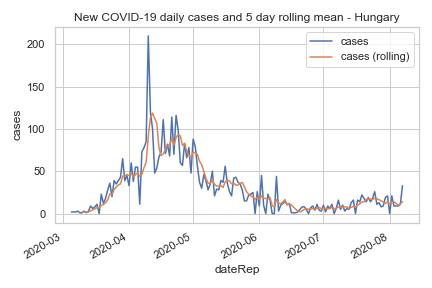 New COVID-19 daily cases and 5 day rolling mean - Hungary
cases
cases (rolling)
200
150
100
50
0
cases
2020-03
2020-04
2020-05
2020-06
2020-07
2020-08
dateRep